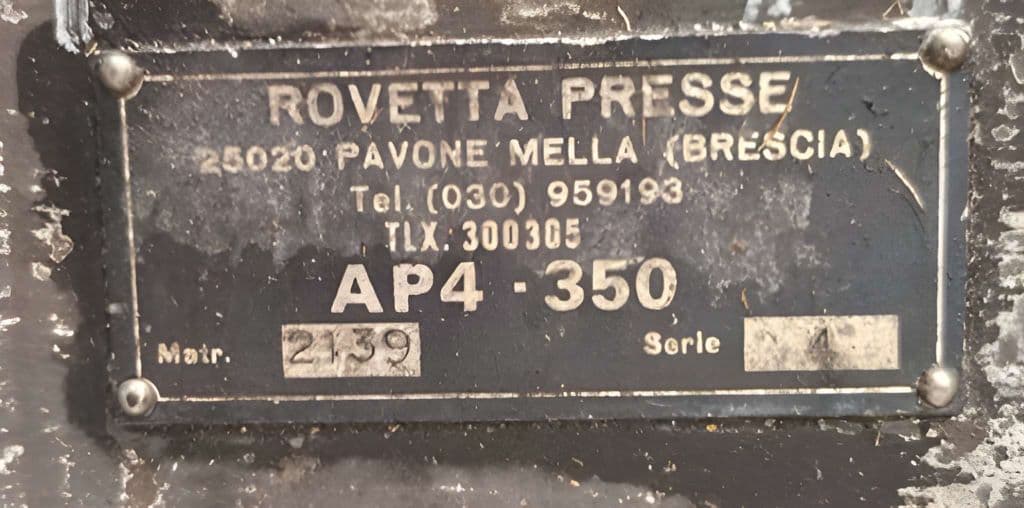 ROVETTA PRESSE
25020 PAVONE MELLA (BRESCIA)
Tel. (030) 959193
TLX. 300305
AP4 - 350
Matr. 2139 Serie 4